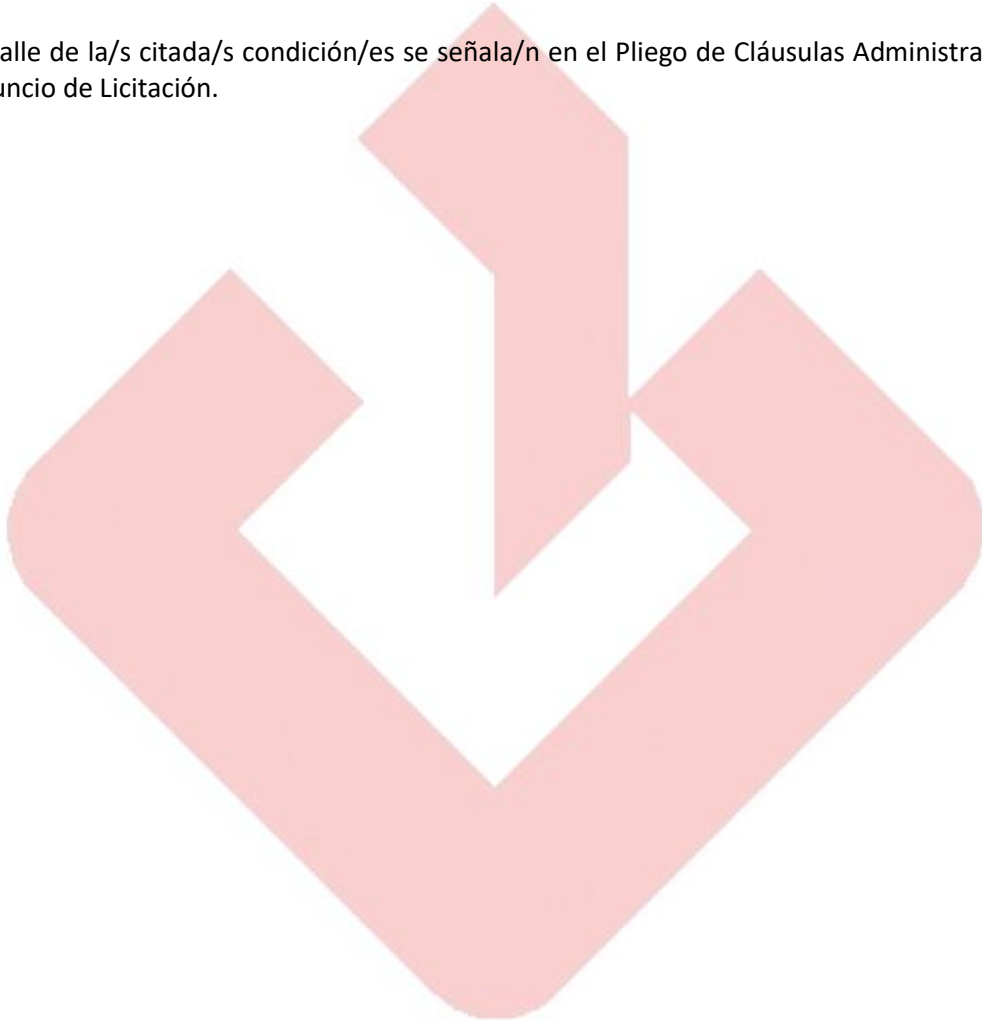 alle de la/s citada/s condición/es se señala/n en el Pliego de Cláusulas Administra
uncio de Licitación.